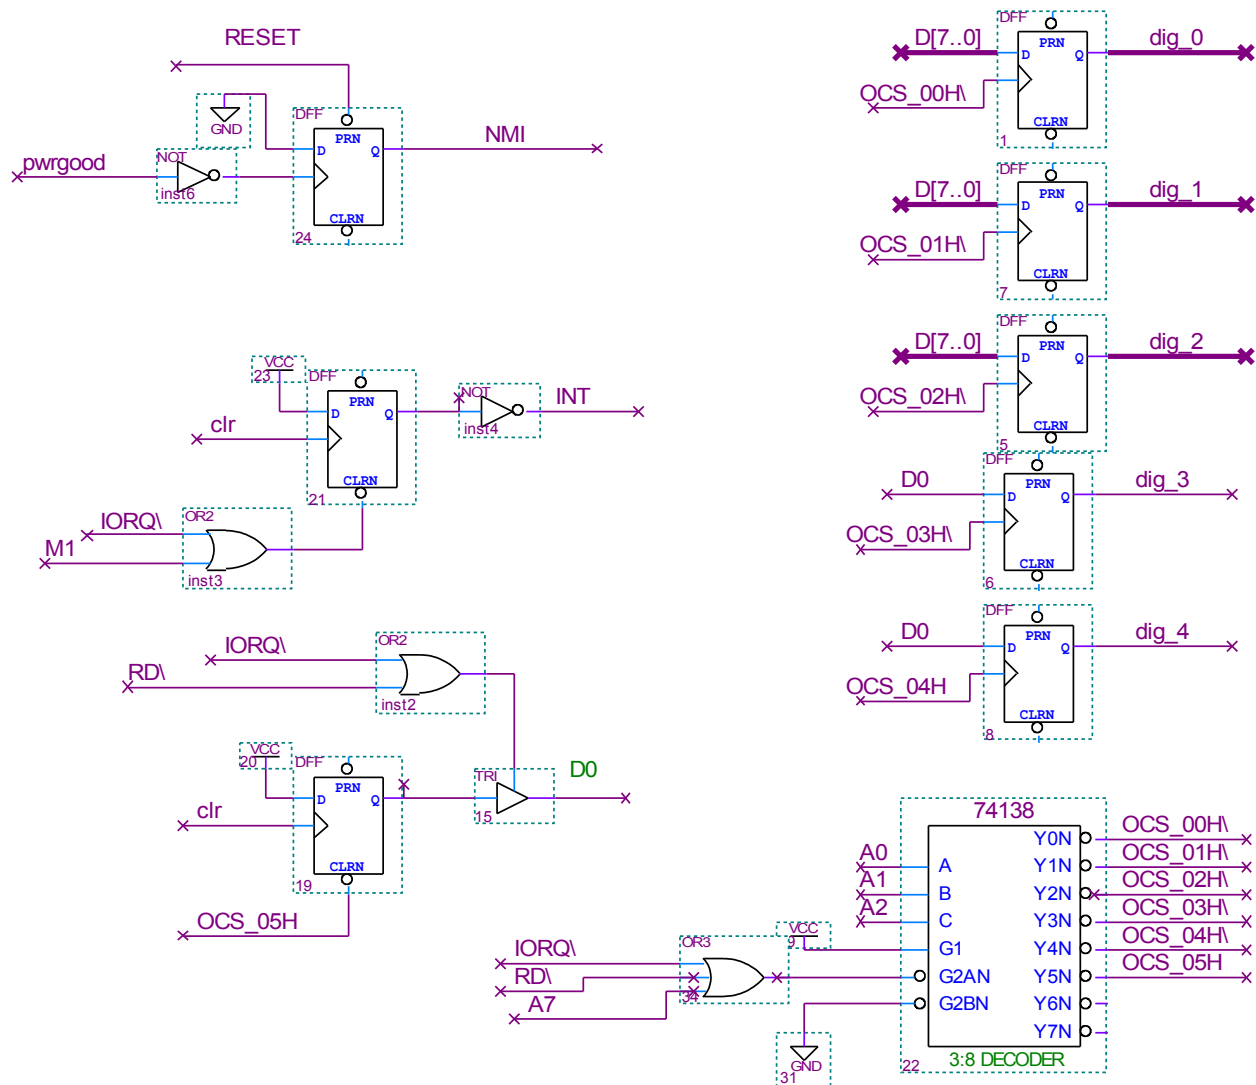 RESET
GND
DFF
PRN
D
Q
CLRN
24
NMI
pwrgood
NOT
inst6
VCC
23
DFF
PRN
D
Q
CLRN
21
clr
NOT
inst4
INT
IORQ\
M1
OR2
inst3
IORQ\
RD\
OR2
inst2
VCC
20
DFF
PRN
D
Q
CLRN
19
clr
OCS_05H
TRI
15
D0
D[7..0]
OCS_00H\
DFF
PRN
D
Q
CLRN
1
dig_0
D[7..0]
OCS_01H\
DFF
PRN
D
Q
CLRN
7
dig_1
D[7..0]
OCS_02H\
DFF
PRN
D
Q
CLRN
5
dig_2
D0
OCS_03H\
DFF
PRN
D
Q
CLRN
6
dig_3
D0
OCS_04H
DFF
PRN
D
Q
CLRN
8
dig_4
IORQ\
RD\
A7
OR3
34
VCC
9
GND
31
A0
A1
A2
74138
A
B
C
G1
G2AN
G2BN
Y0N
Y1N
Y2N
Y3N
Y4N
Y5N
Y6N
Y7N
3:8 DECODER
22
OCS_00H\
OCS_01H\
OCS_02H\
OCS_03H\
OCS_04H\
OCS_05H